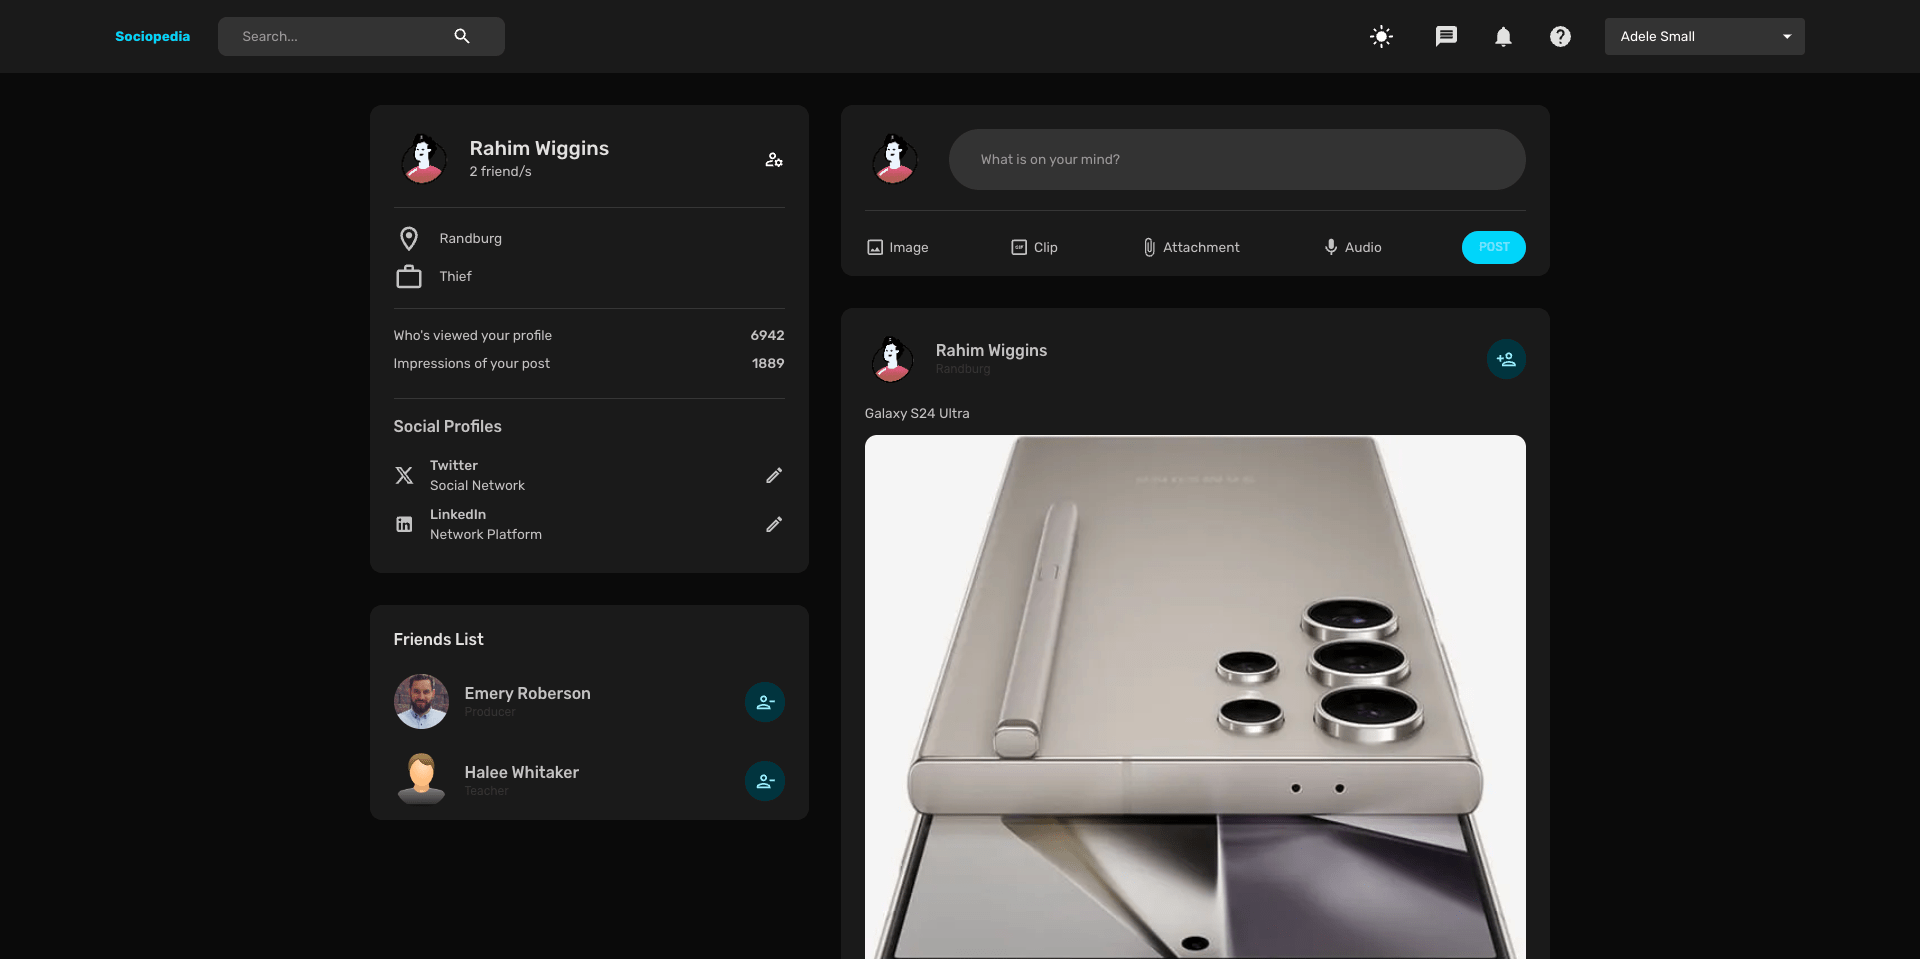 Sociopedia
Search...
Adele Small
Rahim Wiggins
2 friend/s
Randburg
Thief
Who's viewed your profile 6942
Impressions of your post 1889
Social Profiles
Twitter
Social Network
LinkedIn
Network Platform
Friends List
Emery Roberson
Producer
Halee Whitaker
Teacher
What is on your mind?
Image GIF Clip Attachment Audio POST
Rahim Wiggins
Randburg
Galaxy S24 Ultra